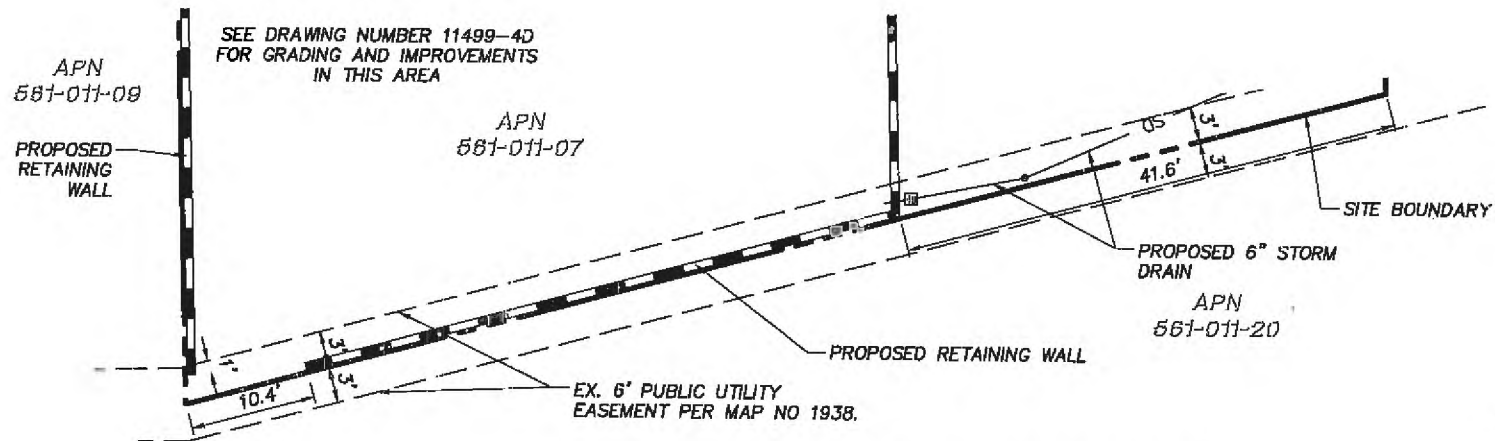 SEE DRAWING NUMBER 11499-4D
FOR GRADING AND IMPROVEMENTS
IN THIS AREA
APN
561-011-09
APN
561-011-07
PROPOSED
RETAINING
WALL
SD
3'
3'
41.6'
SITE BOUNDARY
PROPOSED 6" STORM
DRAIN
APN
561-011-20
PROPOSED RETAINING WALL
1'
3'
3'
10.4'
EX. 6' PUBLIC UTILITY
EASEMENT PER MAP NO 1938.